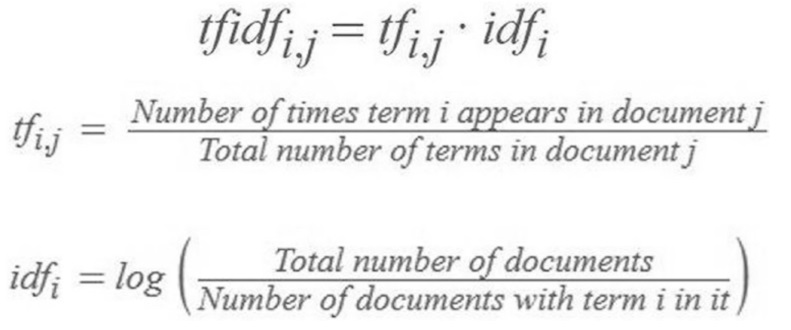 tfidf_{i,j} = tf_{i,j} · idf_i
tf_{i,j} = \frac{Number of times term i appears in document j}{Total number of terms in document j}
idf_i = log \left( \frac{Total number of documents}{Number of documents with term i in it} \right)